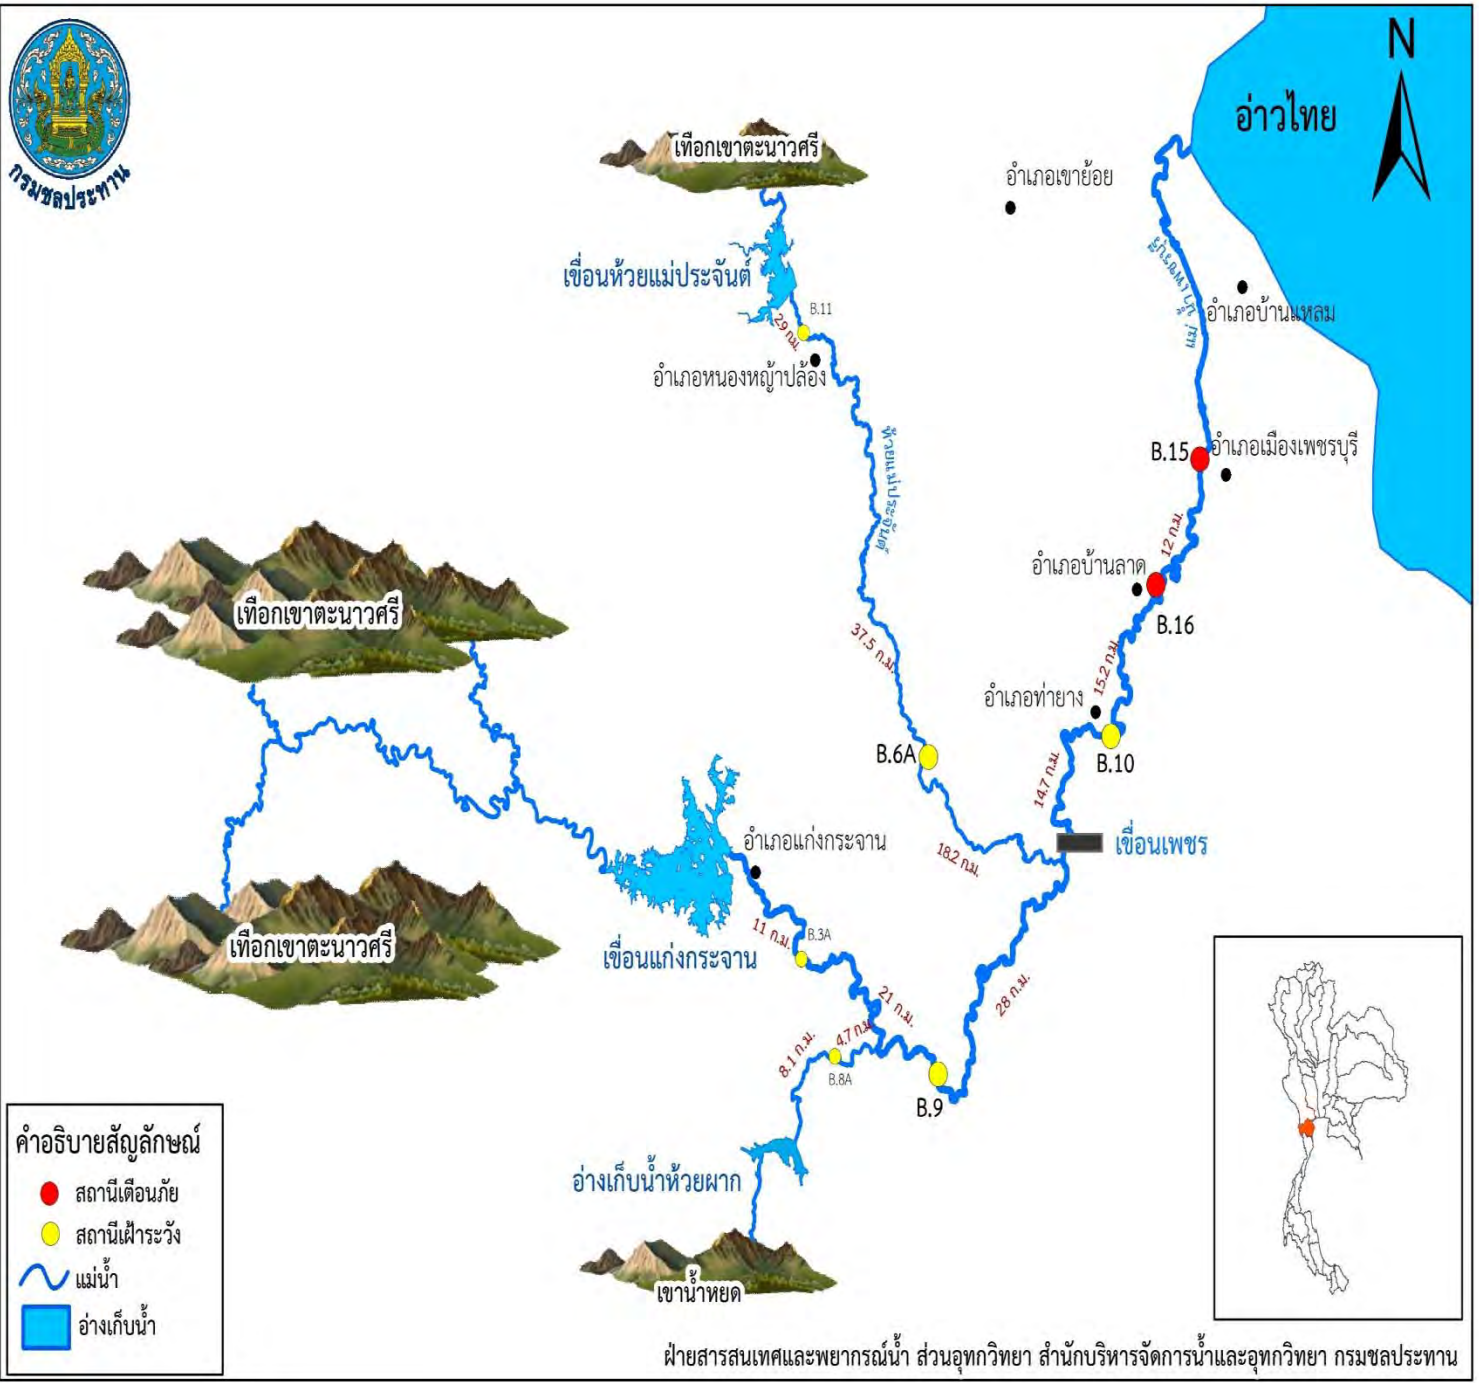 กรมชลประทาน
N
อ่าวไทย
เทือกเขาตะนาวศรี
อำเภอเขาย้อย
เขื่อนห้วยแม่ประจันต์
B.11
2.9 ก.ม.
อำเภอบ้านแหลม
อำเภอหนองหญ้าปล้อง
ห้วยแม่ประจันต์
B.15
อำเภอเมืองเพชรบุรี
12 ก.ม.
อำเภอบ้านลาด
B.16
เทือกเขาตะนาวศรี
37.5 ก.ม.
15.2 ก.ม.
อำเภอท่ายาง
B.6A
B.10
14.7 ก.ม.
18.2 ก.ม.
เขื่อนเพชร
อำเภอแก่งกระจาน
เทือกเขาตะนาวศรี
11 ก.ม.
B.3A
เขื่อนแก่งกระจาน
21 ก.ม.
28 ก.ม.
4.7 ก.ม.
8.1 ก.ม.
B.8A
B.9
อ่างเก็บน้ำห้วยผาก
เขาน้ำหยด
คำอธิบายสัญลักษณ์
สถานีเตือนภัย
สถานีเฝ้าระวัง
แม่น้ำ
อ่างเก็บน้ำ
ฝ่ายสารสนเทศและพยากรณ์น้ำ ส่วนอุทกวิทยา สำนักบริหารจัดการน้ำและอุทกวิทยา กรมชลประทาน